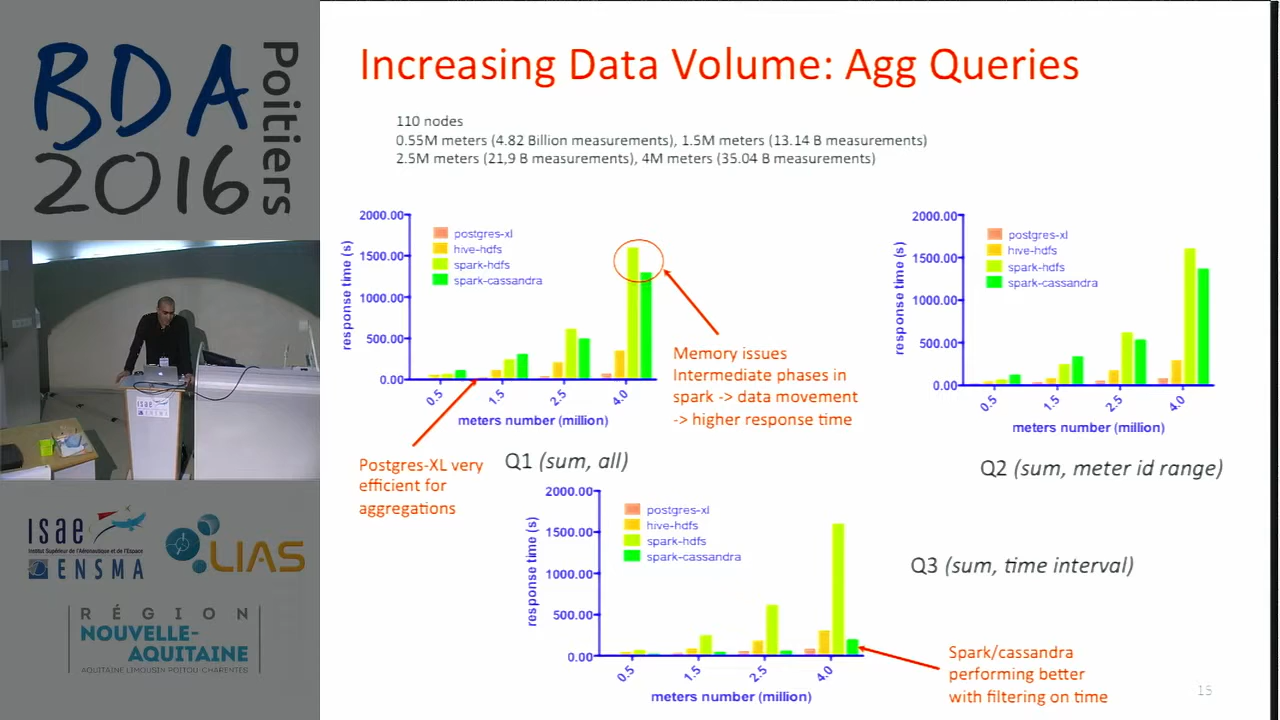 BDA
2016
Poitiers
isae
ENSMA
isae
Institut Supérieur de l'Aéronautique et de l'Espace
ENSMA
LIAS
RÉGION
NOUVELLE-
AQUITAINE
AQUITAINE LIMOUSIN POITOU-CHARENTES
Increasing Data Volume: Agg Queries
110 nodes
0.55M meters (4.82 Billion measurements), 1.5M meters (13.14 B measurements)
2.5M meters (21,9 B measurements), 4M meters (35.04 B measurements)
response time (s)
2000.00
1500.00
1000.00
500.00
0.00
postgres-xl
hive-hdfs
spark-hdfs
spark-cassandra
0.5
1.5
2.5
4.0
meters number (million)
Memory issues
Intermediate phases in
spark -> data movement
-> higher response time
Postgres-XL very
efficient for
aggregations
Q1 (sum, all)
response time (s)
2000.00
1500.00
1000.00
500.00
0.00
postgres-xl
hive-hdfs
spark-hdfs
spark-cassandra
0.5
1.5
2.5
4.0
meters number (million)
Q2 (sum, meter id range)
response time (s)
2000.00
1500.00
1000.00
500.00
0.00
postgres-xl
hive-hdfs
spark-hdfs
spark-cassandra
0.5
1.5
2.5
4.0
meters number (million)
Q3 (sum, time interval)
Spark/cassandra
performing better
with filtering on time
15